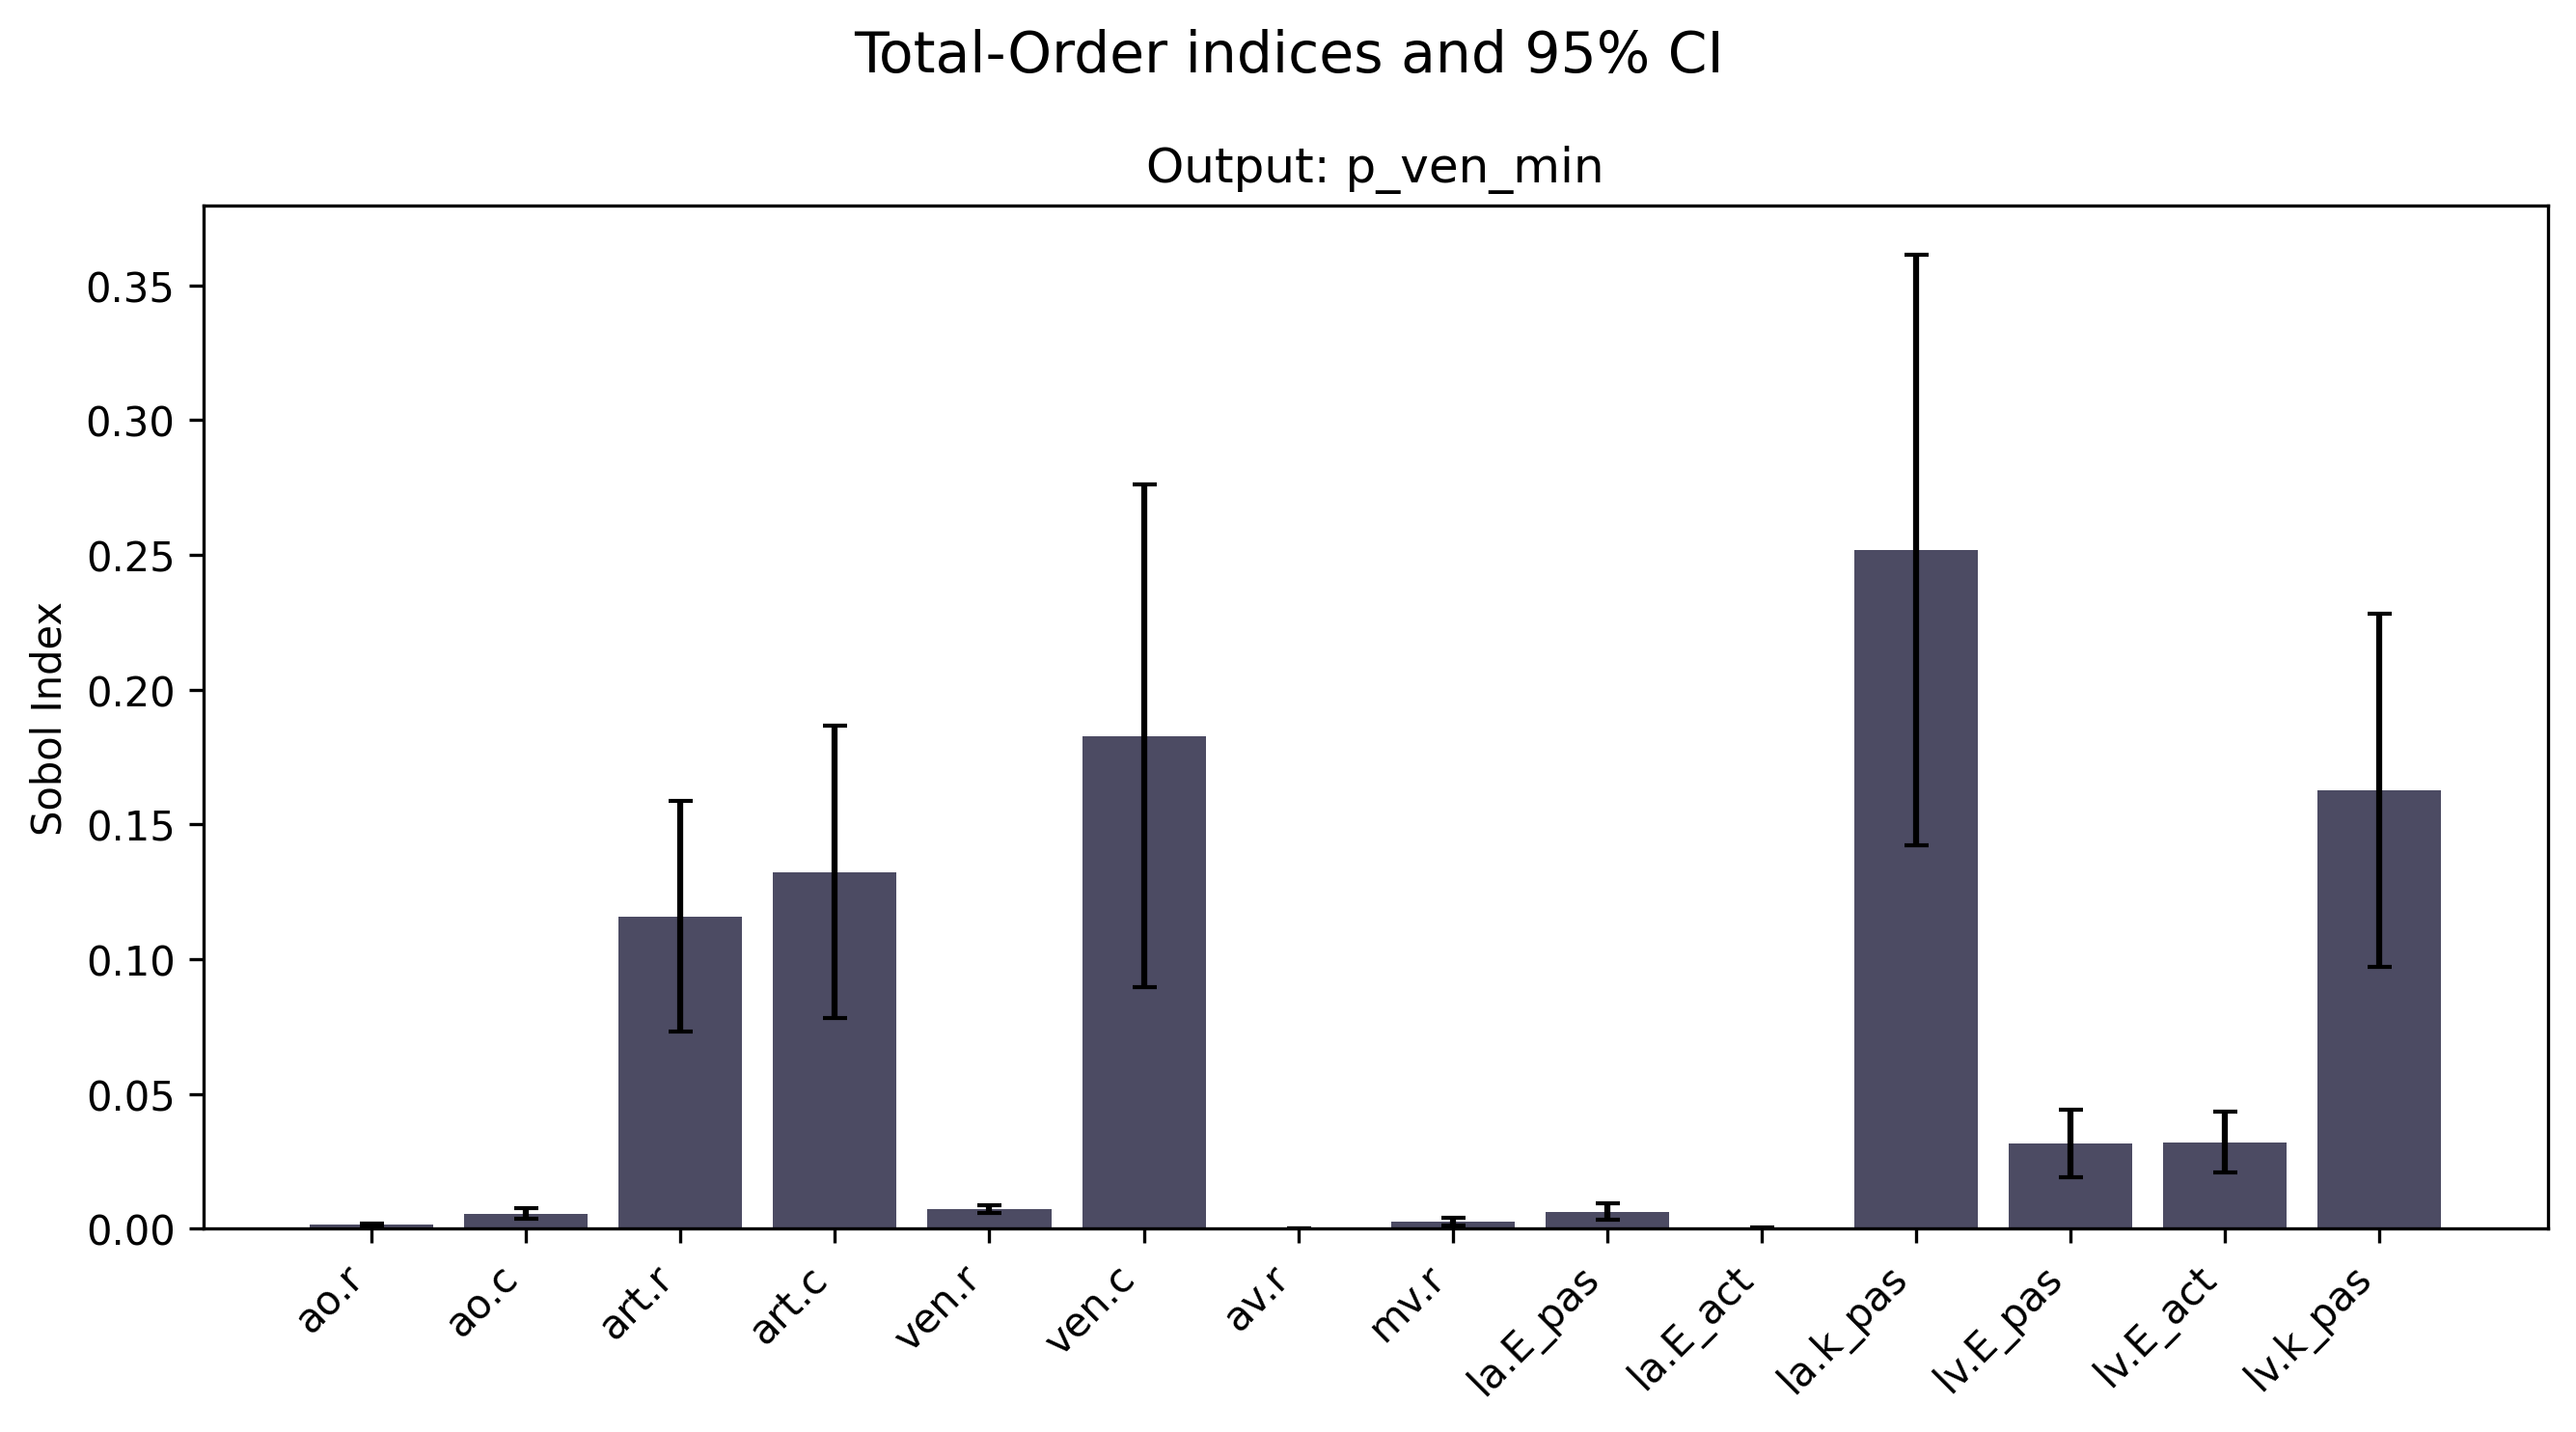 Total-Order indices and 95% CI
Output: p_ven_min
Sobol Index
0.35
0.30
0.25
0.20
0.15
0.10
0.05
0.00
ao.r
ao.c
art.r
art.c
ven.r
ven.c
av.r
mv.r
la.E_pas
la.E_act
la.k_pas
lv.E_pas
lv.E_act
lv.k_pas